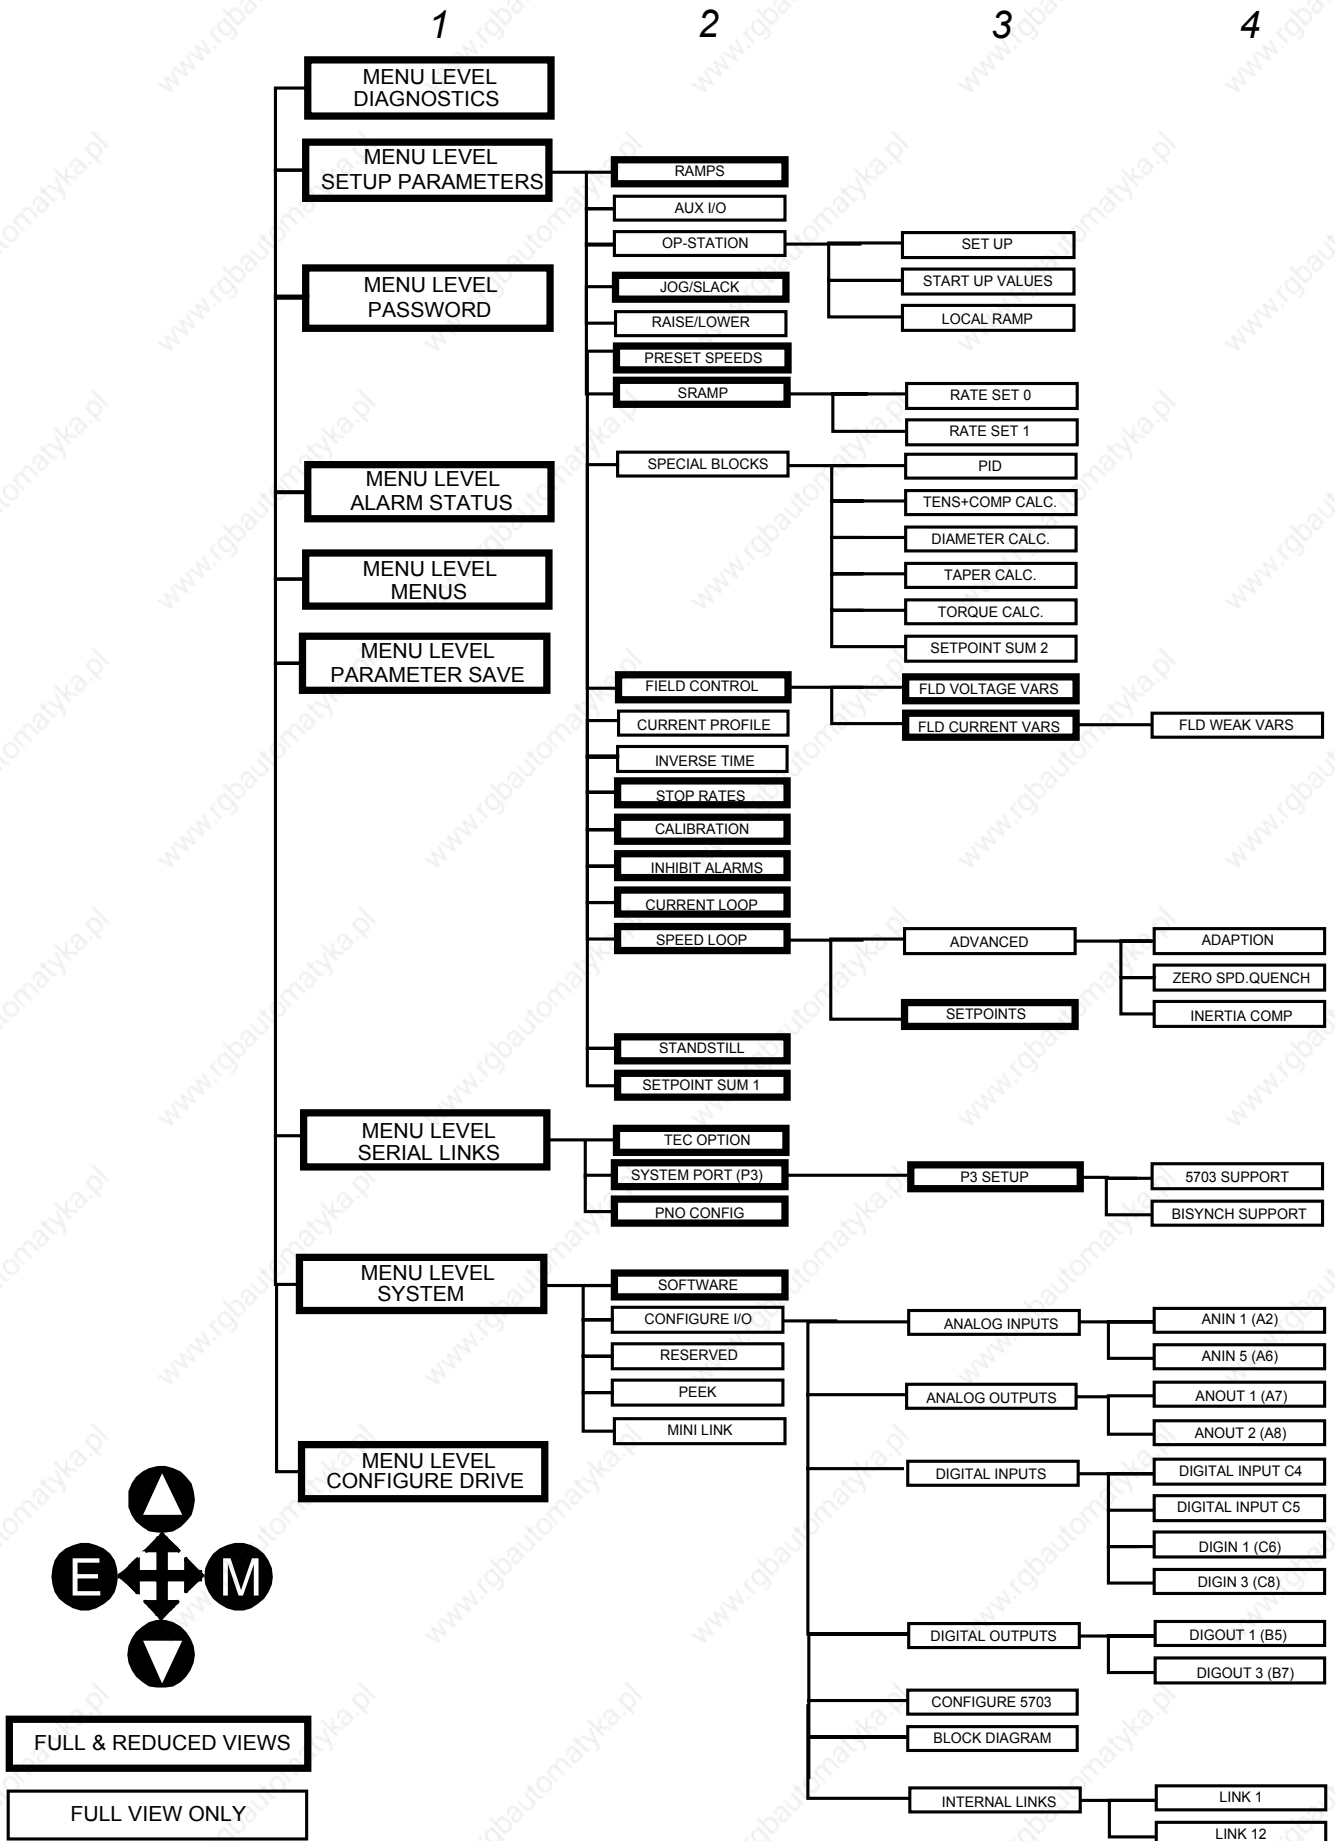 1
2
3
4
MENU LEVEL
DIAGNOSTICS
MENU LEVEL
SETUP PARAMETERS
RAMPS
AUX I/O
OP-STATION
SET UP
START UP VALUES
LOCAL RAMP
MENU LEVEL
PASSWORD
JOG/SLACK
RAISE/LOWER
PRESET SPEEDS
SRAMP
RATE SET 0
RATE SET 1
MENU LEVEL
ALARM STATUS
SPECIAL BLOCKS
PID
TENS+COMP CALC.
DIAMETER CALC.
TAPER CALC.
TORQUE CALC.
SETPOINT SUM 2
MENU LEVEL
MENUS
MENU LEVEL
PARAMETER SAVE
FIELD CONTROL
FLD VOLTAGE VARS
FLD CURRENT VARS
FLD WEAK VARS
CURRENT PROFILE
INVERSE TIME
STOP RATES
CALIBRATION
INHIBIT ALARMS
CURRENT LOOP
SPEED LOOP
ADVANCED
ADAPTION
ZERO SPD.QUENCH
INERTIA COMP
SETPOINTS
STANDSTILL
SETPOINT SUM 1
MENU LEVEL
SERIAL LINKS
TEC OPTION
SYSTEM PORT (P3)
P3 SETUP
5703 SUPPORT
BISYNCH SUPPORT
PNO CONFIG
MENU LEVEL
SYSTEM
SOFTWARE
CONFIGURE I/O
RESERVED
PEEK
MINI LINK
ANALOG INPUTS
ANIN 1 (A2)
ANIN 5 (A6)
ANALOG OUTPUTS
ANOUT 1 (A7)
ANOUT 2 (A8)
MENU LEVEL
CONFIGURE DRIVE
DIGITAL INPUTS
DIGITAL INPUT C4
DIGITAL INPUT C5
DIGIN 1 (C6)
DIGIN 3 (C8)
E
M
DIGITAL OUTPUTS
DIGOUT 1 (B5)
DIGOUT 3 (B7)
CONFIGURE 5703
BLOCK DIAGRAM
INTERNAL LINKS
LINK 1
LINK 12
FULL & REDUCED VIEWS
FULL VIEW ONLY
www.rgbautomatyka.pl